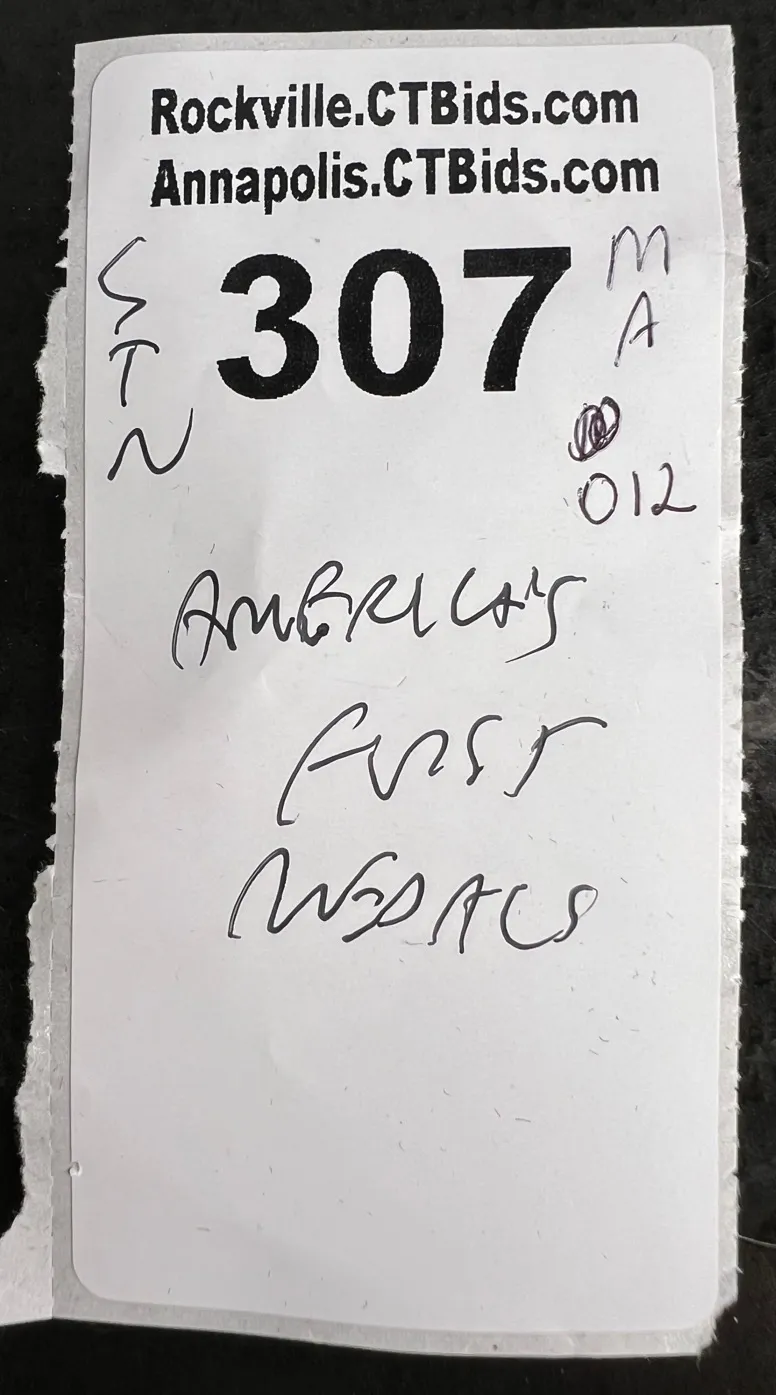 Rockville.CTBids.com
Annapolis.CTBids.com
307
STN
MA
012
AMERICA'S
FIRST
MEDALS